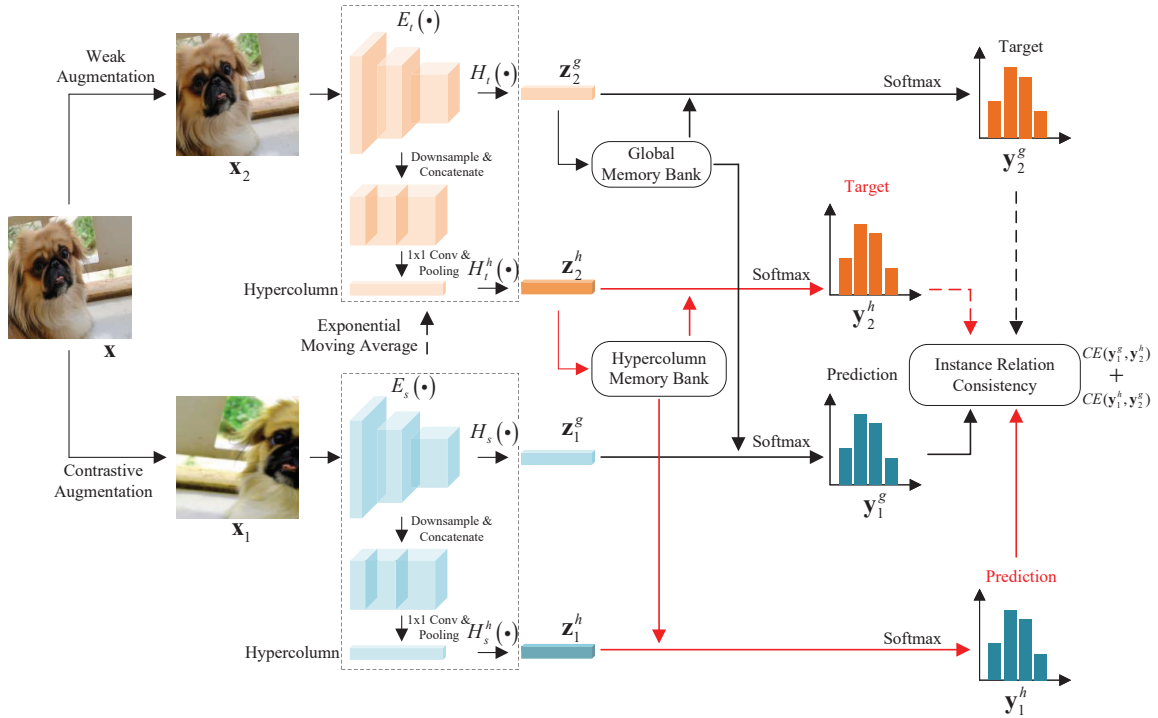 E_t(•)
Weak
Augmentation
H_t(•)
z_2^g
Softmax
Target
y_2^g
x_2
Downsample &
Concatenate
Global
Memory Bank
Target
1x1 Conv &
Pooling
H_t^h(•)
z_2^h
Softmax
Hypercolumn
y_2^h
x
Exponential
Moving Average
Hypercolumn
Memory Bank
Instance Relation
Consistency
CE(y_1^g, y_2^h)
+
CE(y_1^h, y_2^g)
E_s(•)
Prediction
H_s(•)
z_1^g
Softmax
Contrastive
Augmentation
y_1^g
x_1
Downsample &
Concatenate
Prediction
1x1 Conv &
Pooling
H_s^h(•)
z_1^h
Softmax
Hypercolumn
y_1^h